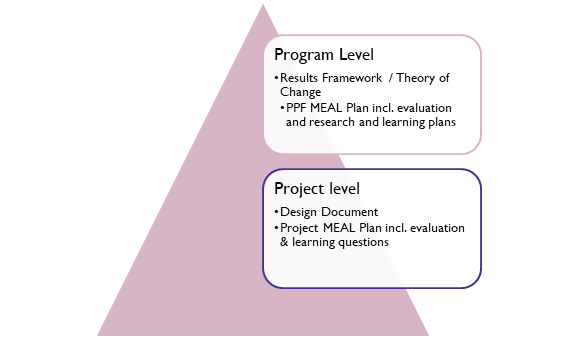 Program Level
•Results Framework / Theory of
Change
•PPF MEAL Plan incl. evaluation
and research and learning plans
Project level
•Design Document
•Project MEAL Plan incl. evaluation
& learning questions